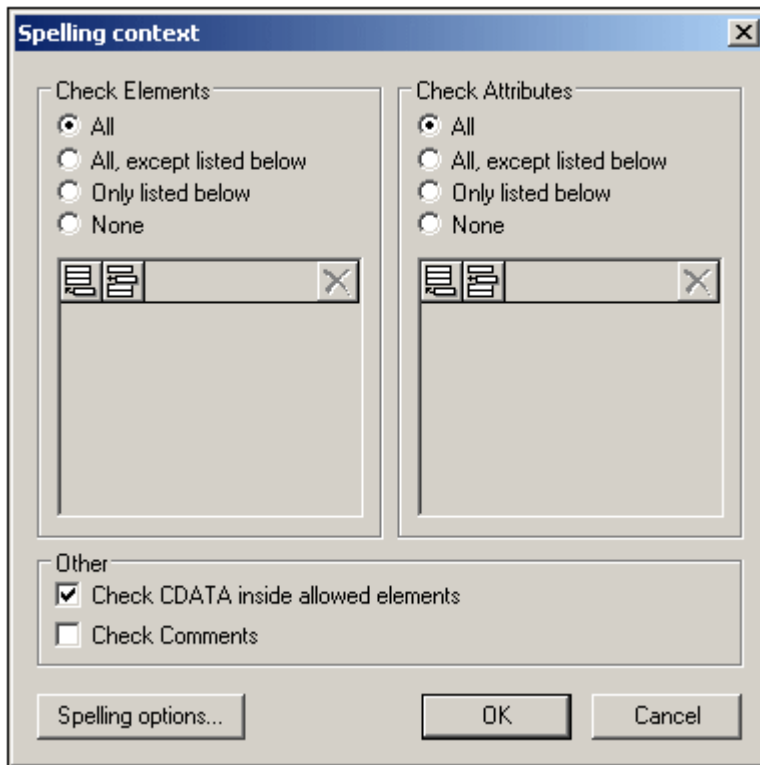 Spelling context
Check Elements
All
All, except listed below
Only listed below
None
Check Attributes
All
All, except listed below
Only listed below
None
Other
Check CDATA inside allowed elements
Check Comments
Spelling options...
OK
Cancel